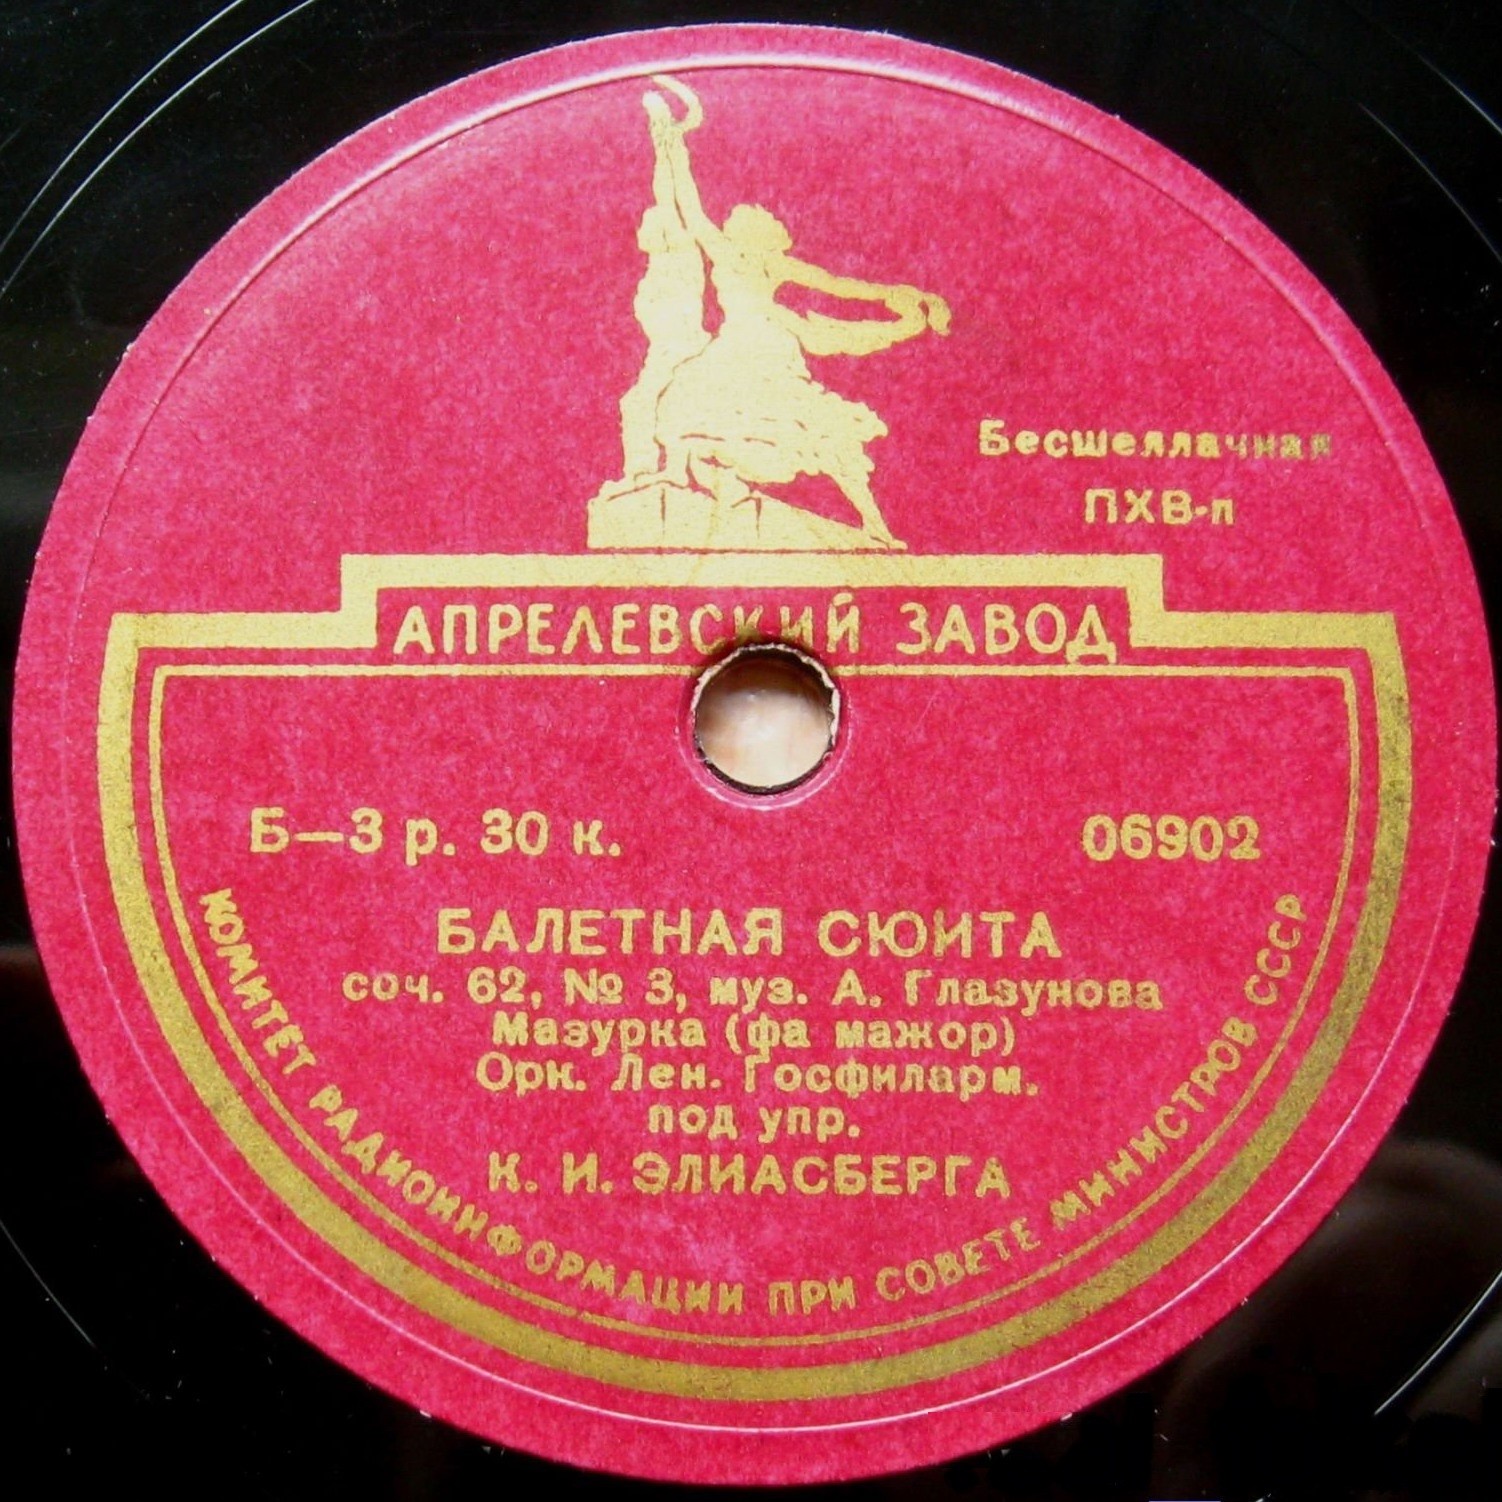 Бесшеллачная
ПХВ-п
АПРЕЛЕВСКИЙ ЗАВОД
Б—3 р. 30 к.
06902
БАЛЕТНАЯ СЮИТА
соч. 62, № 3, муз. А. Глазунова
Мазурка (фа мажор)
Орк. Лен. Госфиларм.
под упр.
К. И. ЭЛИАСБЕРГА
КОМИТЕТ РАДИОИНФОРМАЦИИ ПРИ СОВЕТЕ МИНИСТРОВ СССР